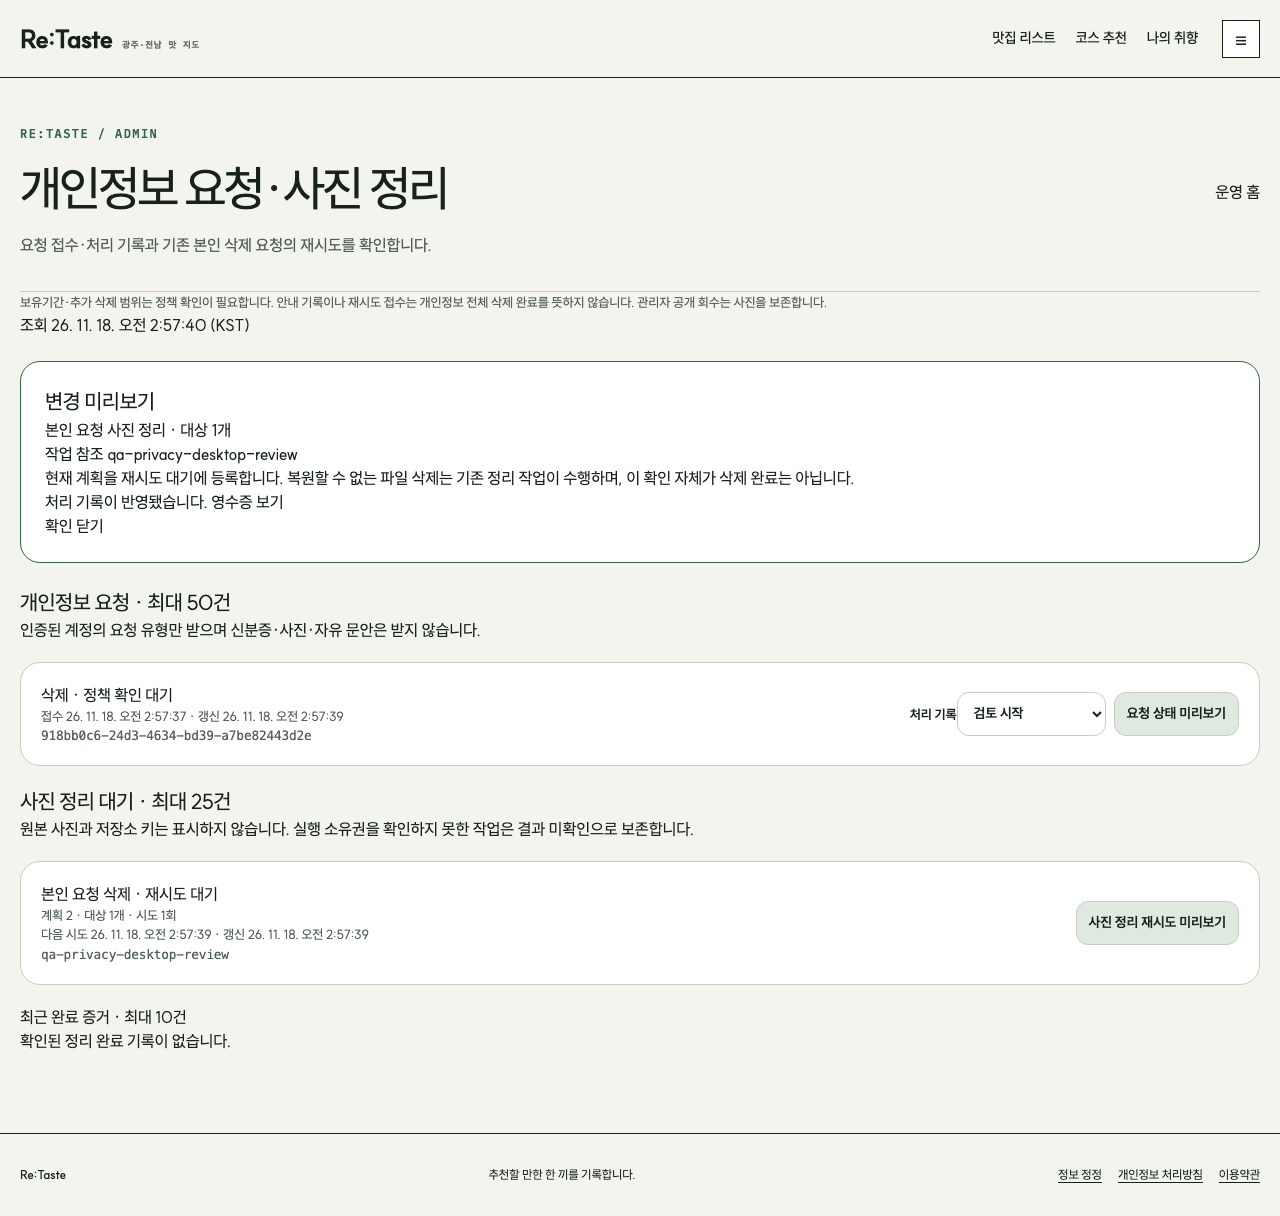 Re:Taste 광주·전남 맛 지도
맛집 리스트 코스 추천 나의 취향 ≡
RE:TASTE / ADMIN
개인정보 요청·사진 정리
운영 홈
요청 접수·처리 기록과 기존 본인 삭제 요청의 재시도를 확인합니다.
보유기간·추가 삭제 범위는 정책 확인이 필요합니다. 안내 기록이나 재시도 접수는 개인정보 전체 삭제 완료를 뜻하지 않습니다. 관리자 공개 회수는 사진을 보존합니다.
조회 26. 11. 18. 오전 2:57:40 (KST)
변경 미리보기
본인 요청 사진 정리 · 대상 1개
작업 참조 qa-privacy-desktop-review
현재 계획을 재시도 대기에 등록합니다. 복원할 수 없는 파일 삭제는 기존 정리 작업이 수행하며, 이 확인 자체가 삭제 완료는 아닙니다.
처리 기록이 반영됐습니다. 영수증 보기
확인 닫기
개인정보 요청 · 최대 50건
인증된 계정의 요청 유형만 받으며 신분증·사진·자유 문안은 받지 않습니다.
삭제 · 정책 확인 대기
접수 26. 11. 18. 오전 2:57:37 · 갱신 26. 11. 18. 오전 2:57:39
918bb0c6-24d3-4634-bd39-a7be82443d2e
처리 기록 검토 시작 요청 상태 미리보기
사진 정리 대기 · 최대 25건
원본 사진과 저장소 키는 표시하지 않습니다. 실행 소유권을 확인하지 못한 작업은 결과 미확인으로 보존합니다.
본인 요청 삭제 · 재시도 대기
계획 2 · 대상 1개 · 시도 1회
다음 시도 26. 11. 18. 오전 2:57:39 · 갱신 26. 11. 18. 오전 2:57:39
qa-privacy-desktop-review
사진 정리 재시도 미리보기
최근 완료 증거 · 최대 10건
확인된 정리 완료 기록이 없습니다.
Re:Taste
추천할 만한 한 끼를 기록합니다.
정보 정정 개인정보 처리방침 이용약관